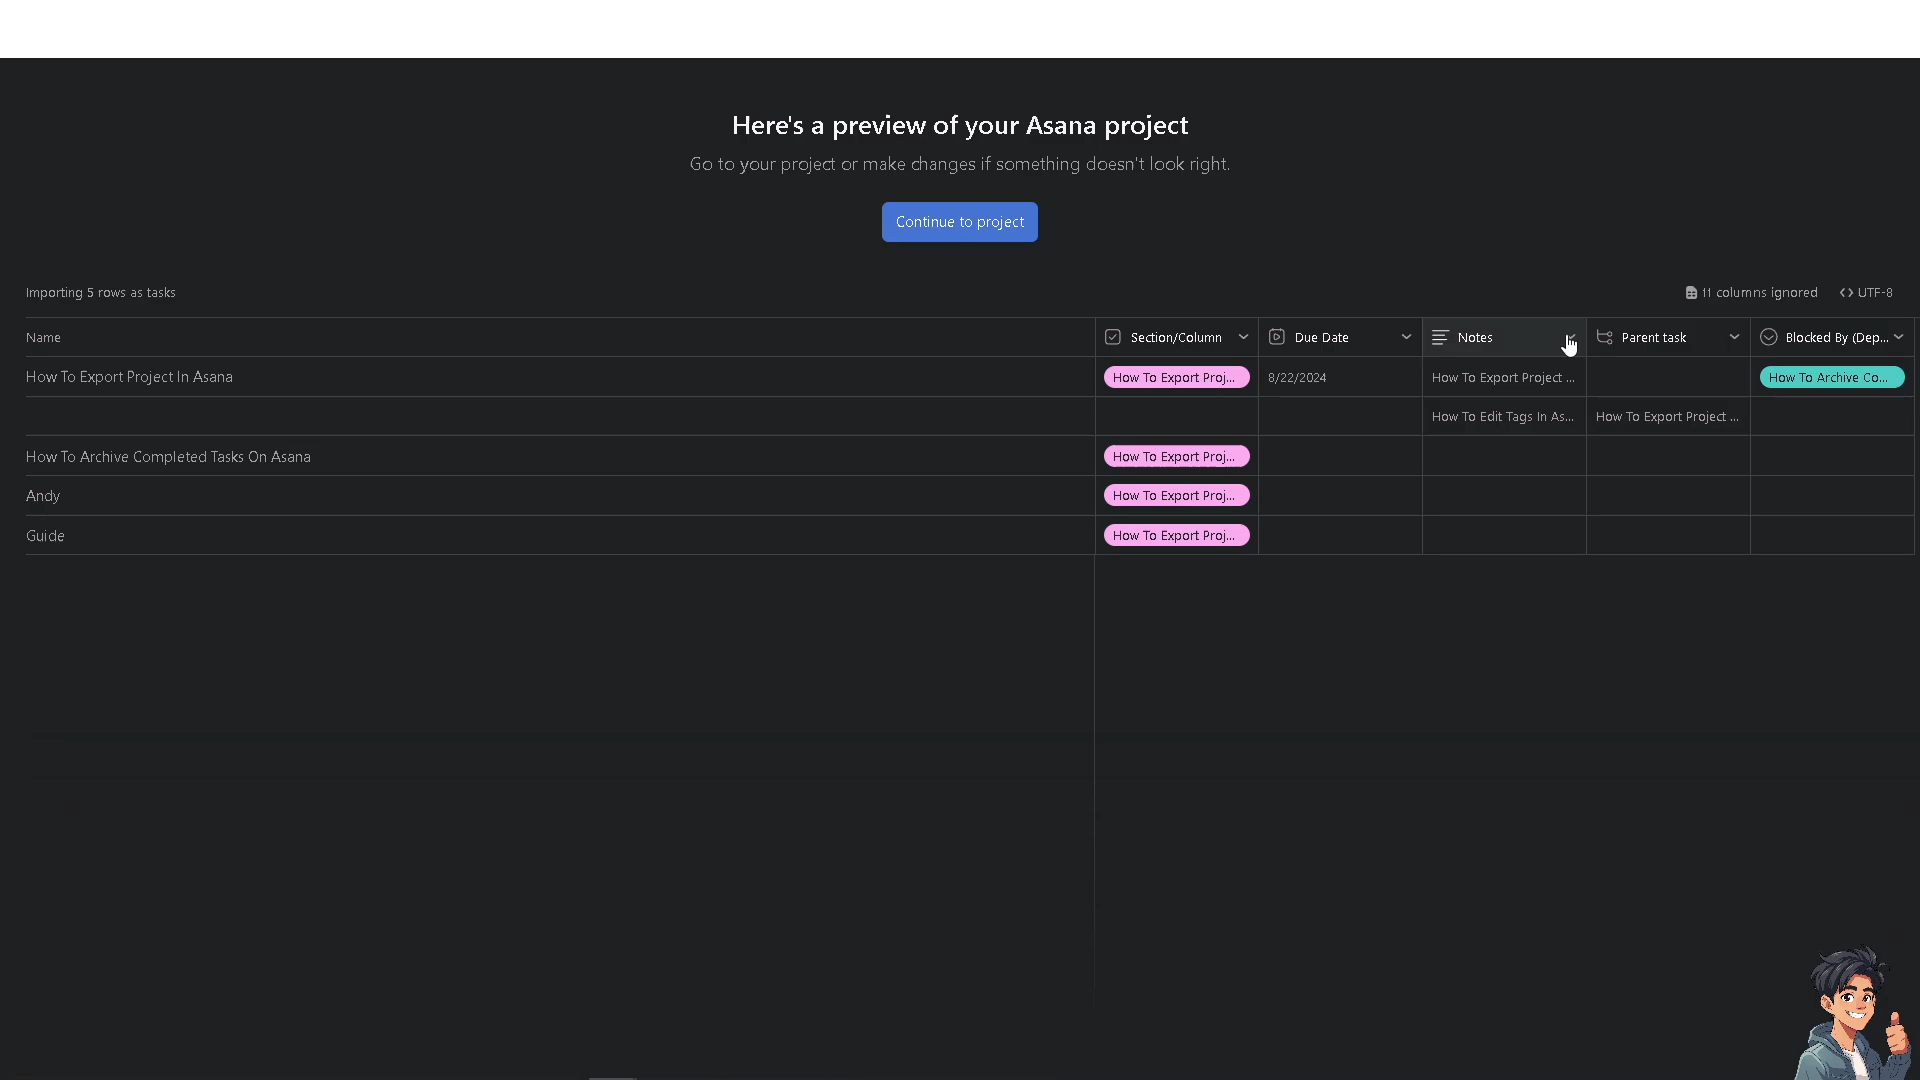 Here's a preview of your Asana project
Go to your project or make changes if something doesn't look right.
Continue to project
Importing 5 rows as tasks
11 columns ignored
UTF-8
Name Section/Column Due Date Notes Parent task Blocked By (Dep...
How To Export Project In Asana How To Export Proj... 8/22/2024 How To Export Project ... How To Archive Co...
How To Edit Tags In As... How To Export Project ...
How To Archive Completed Tasks On Asana How To Export Proj...
Andy How To Export Proj...
Guide How To Export Proj...